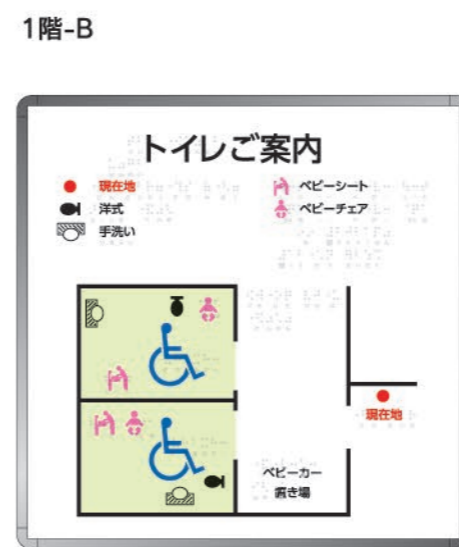 1階-B
トイレご案内
現在地
洋式
手洗い
ベビーシート
ベビーチェア
現在地
ベビーカー
置き場